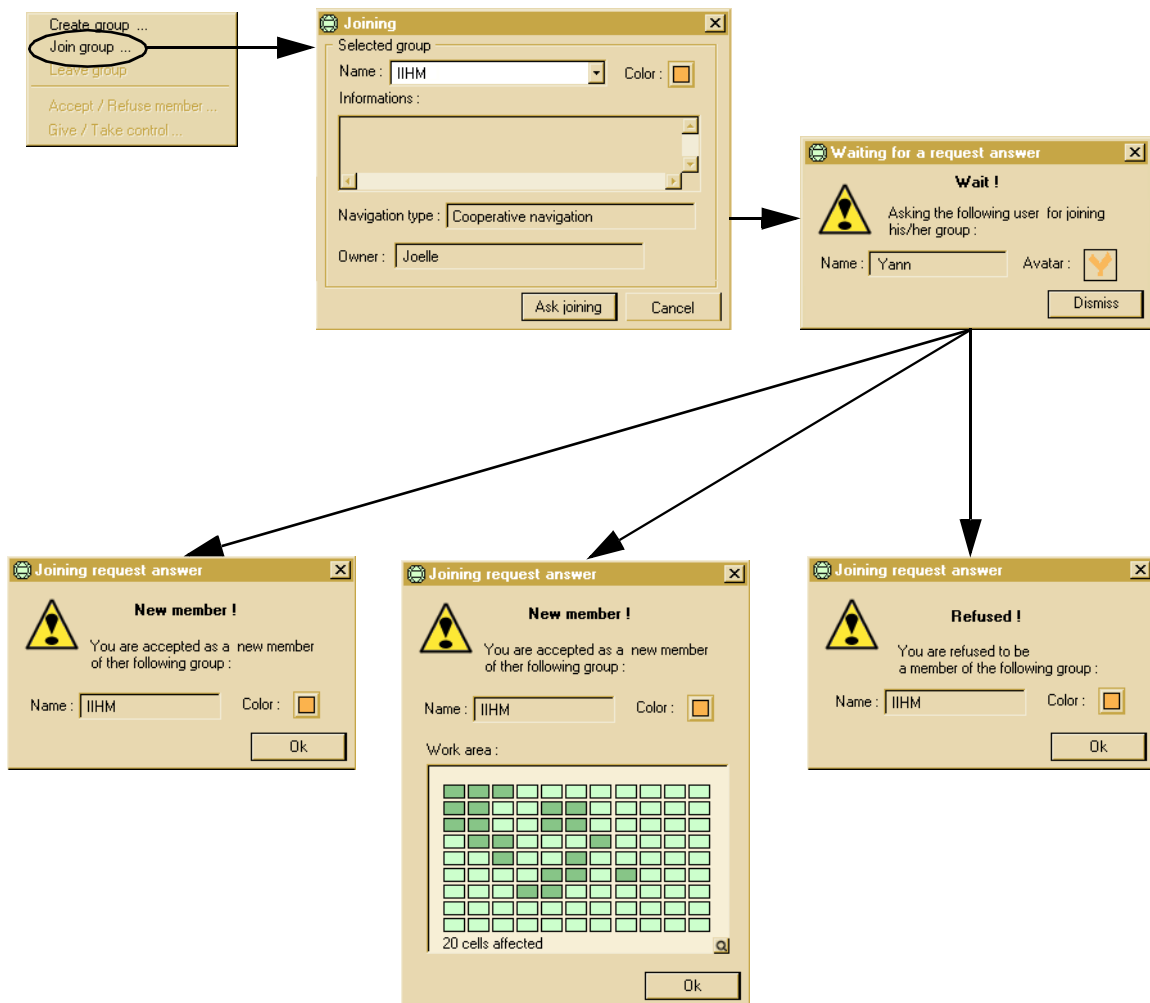 Create group ...
Join group ...
Leave group
Accept / Refuse member ...
Give / Take control ...
Joining
Selected group
Name : IIHM Color :
Informations :
Navigation type : Cooperative navigation
Owner : Joelle
Ask joining Cancel
Waiting for a request answer
Wait !
Asking the following user for joining
his/her group :
Name : Yann Avatar :
Dismiss
Joining request answer
New member !
You are accepted as a new member
of ther following group :
Name : IIHM Color :
Ok
Joining request answer
New member !
You are accepted as a new member
of ther following group :
Name : IIHM Color :
Work area :
20 cells affected
Ok
Joining request answer
Refused !
You are refused to be
a member of the following group :
Name : IIHM Color :
Ok